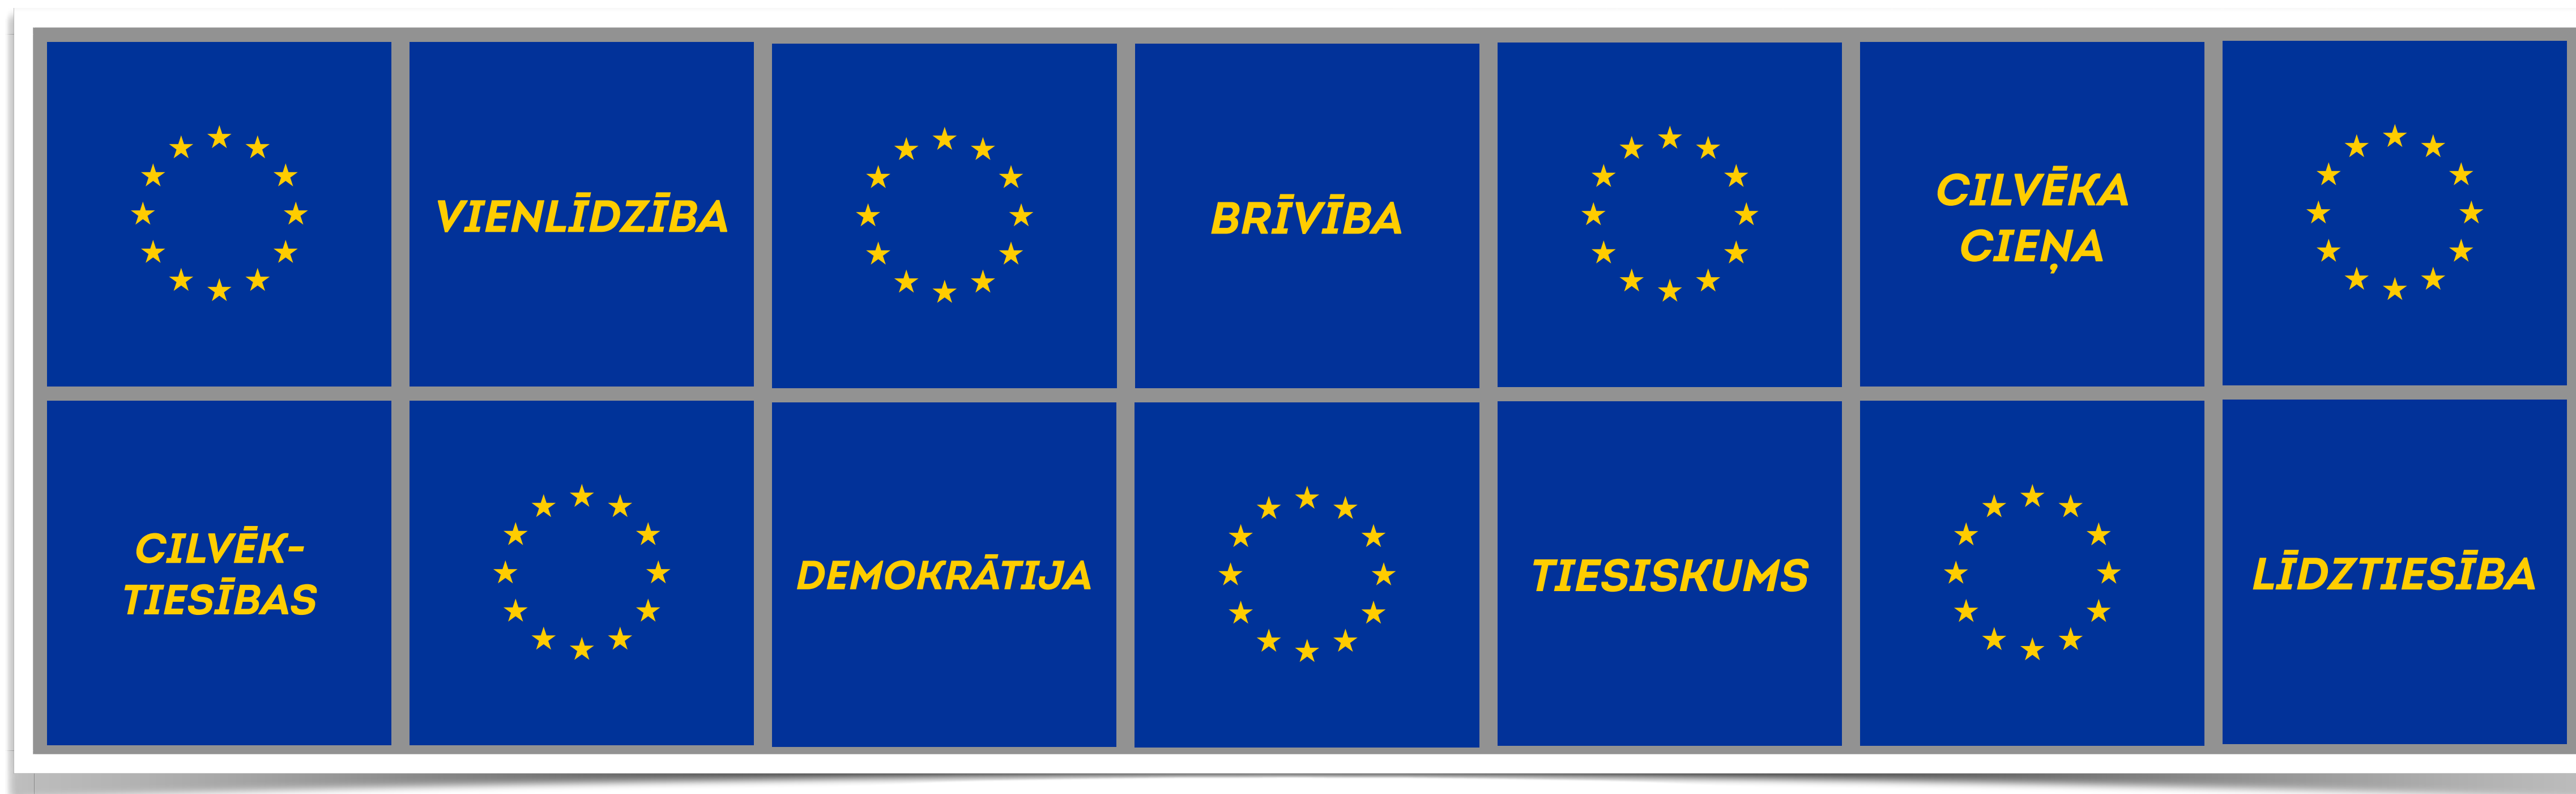 VIENLĪDZĪBA
BRĪVĪBA
CILVĒKA
CIEŅA
CILVĒK-
TIESĪBAS
DEMOKRĀTIJA
TIESISKUMS
LĪDZTIESĪBA